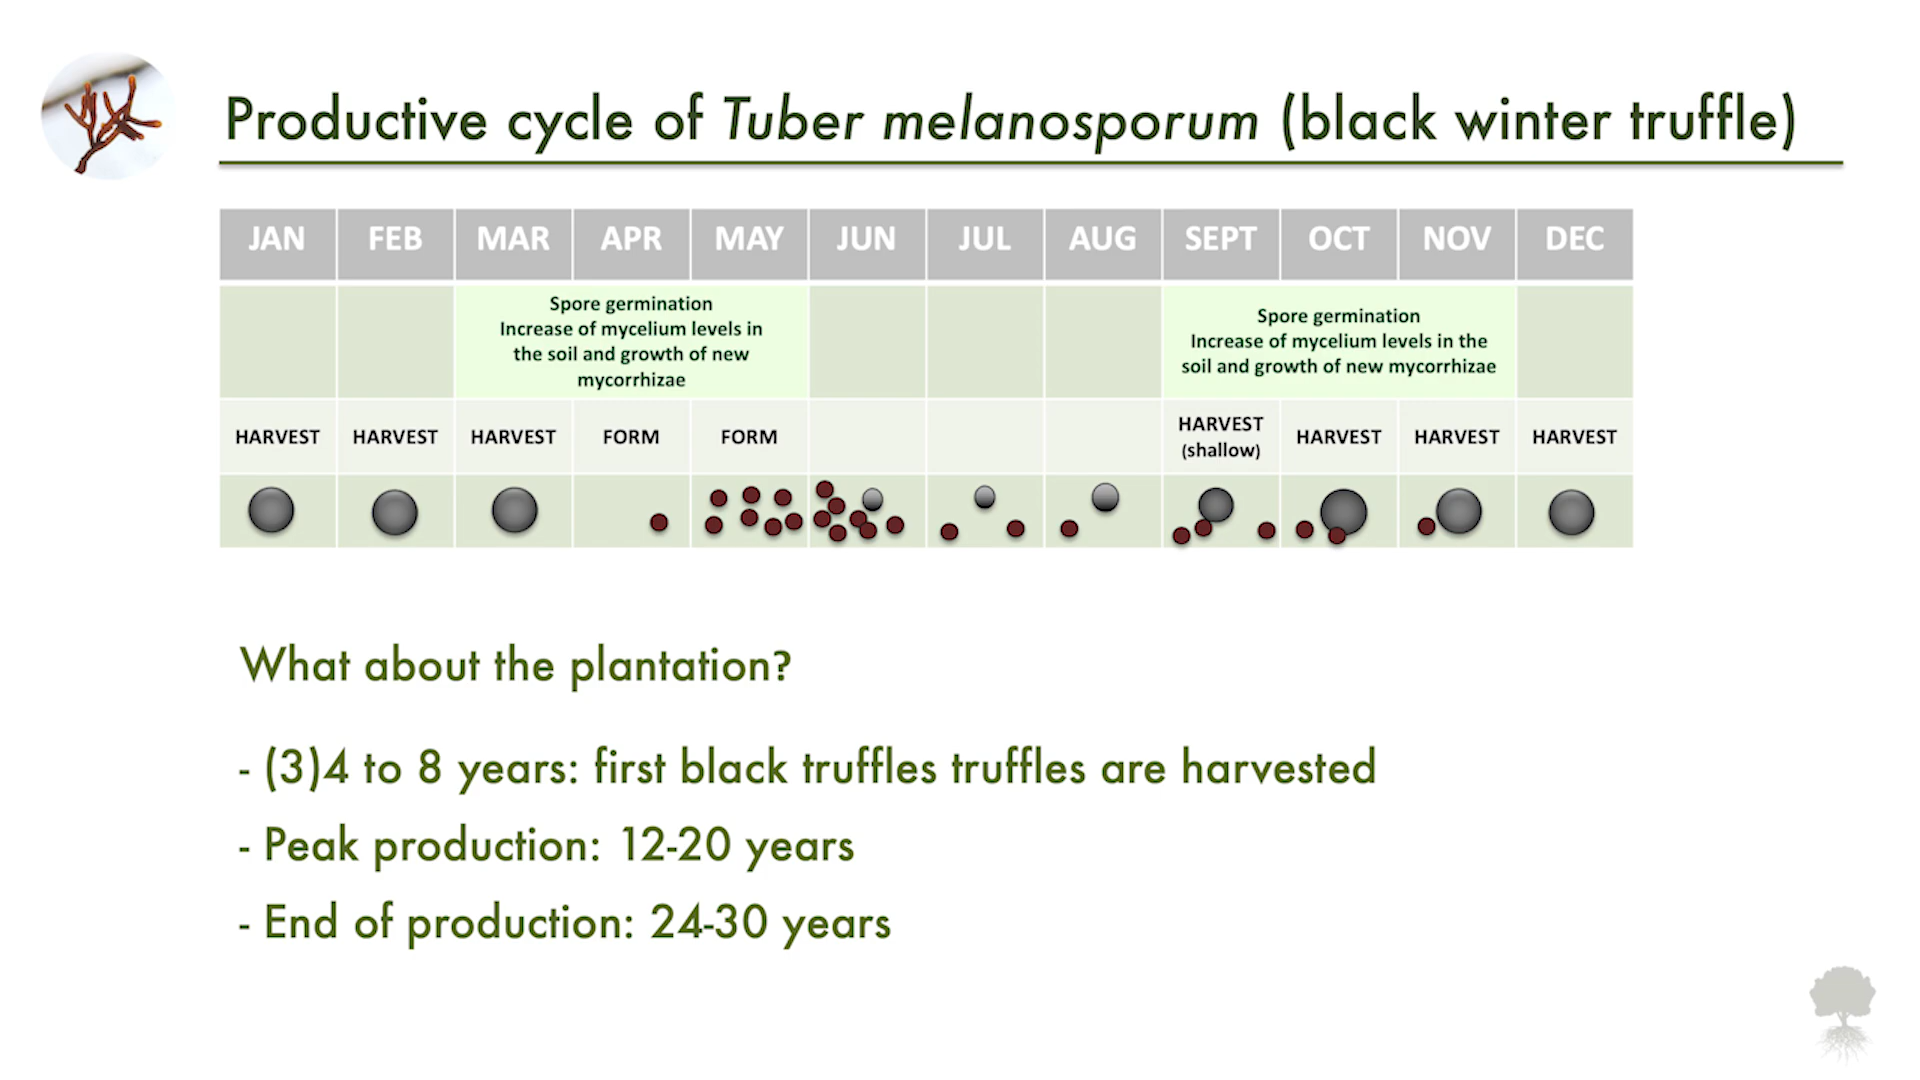 Productive cycle of Tuber melanosporum (black winter truffle)
JAN FEB MAR APR MAY JUN JUL AUG SEPT OCT NOV DEC
Spore germination
Increase of mycelium levels in
the soil and growth of new
mycorrhizae
Spore germination
Increase of mycelium levels in the
soil and growth of new mycorrhizae
HARVEST HARVEST HARVEST FORM FORM HARVEST (shallow) HARVEST HARVEST HARVEST
What about the plantation?
- (3)4 to 8 years: first black truffles truffles are harvested
- Peak production: 12-20 years
- End of production: 24-30 years